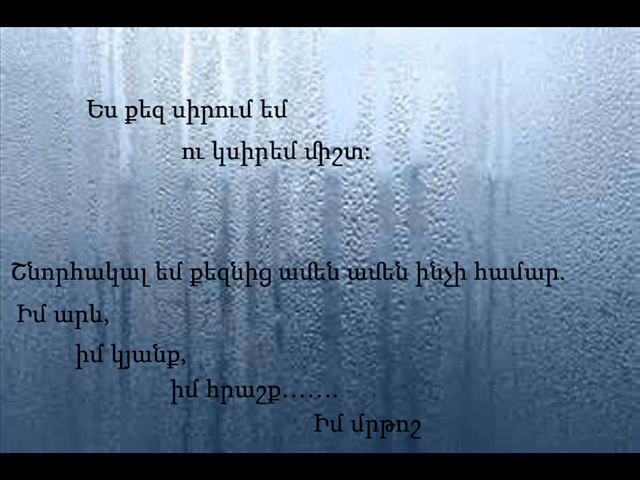 Ես քեզ սիրում եմ
ու կսիրեմ միշտ:
Շնորհակալ եմ քեզնից ամեն ամեն ինչի համար.
Իմ արև,
իմ կյանք,
իմ հրաշք.......
Իմ մրթոշ